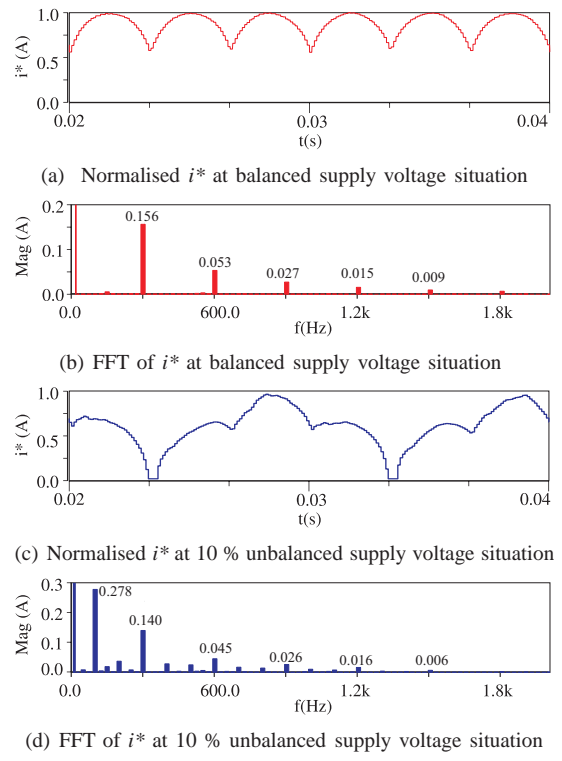 1.0
0.5
0.0
i* (A)
0.02 0.03 0.04
t(s)
(a) Normalised i* at balanced supply voltage situation
0.2
0.1
0.0
Mag (A)
0.156
0.053
0.027
0.015
0.009
0.0 600.0 1.2k 1.8k
f(Hz)
(b) FFT of i* at balanced supply voltage situation
1.0
0.5
0.0
i* (A)
0.02 0.03 0.04
t(s)
(c) Normalised i* at 10 % unbalanced supply voltage situation
0.3
0.2
0.1
0.0
Mag (A)
0.278
0.140
0.045
0.026
0.016
0.006
0.0 600.0 1.2k 1.8k
f(Hz)
(d) FFT of i* at 10 % unbalanced supply voltage situation